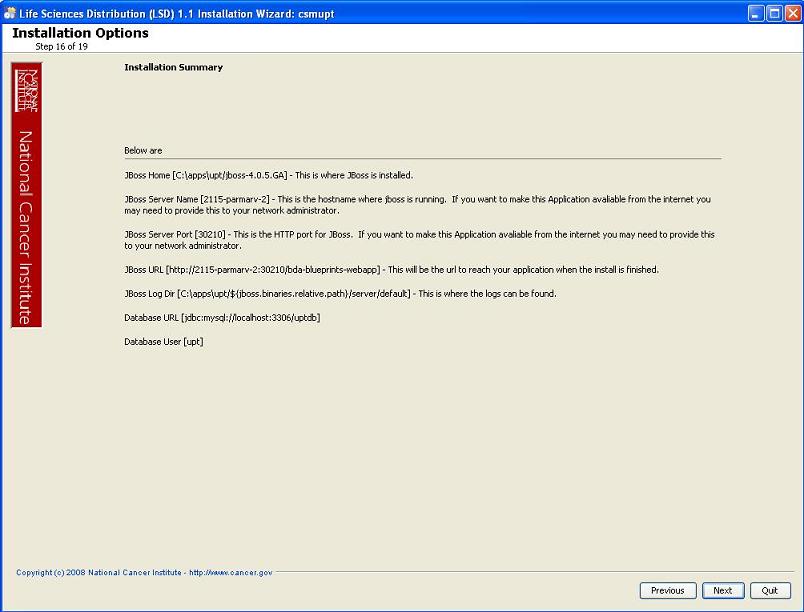 Life Sciences Distribution (LSD) 1.1 Installation Wizard: csmupt
Installation Options
Step 16 of 19
NATIONAL
CANCER
INSTITUTE
National Cancer Institute
Installation Summary
Below are
JBoss Home [C:\apps\upt/jboss-4.0.5.GA] - This is where JBoss is installed.
JBoss Server Name [2115-parmarv-2] - This is the hostname where jboss is running.  If you want to make this Application avaliable from the internet you
may need to provide this to your network administrator.
JBoss Server Port [30210] - This is the HTTP port for JBoss.  If you want to make this Application avaliable from the internet you may need to provide this
to your network administrator.
JBoss URL [http://2115-parmarv-2:30210/bda-blueprints-webapp] - This will be the url to reach your application when the install is finished.
JBoss Log Dir [C:\apps\upt/${jboss.binaries.relative.path}/server/default] - This is where the logs can be found.
Database URL [jdbc:mysql://localhost:3306/uptdb]
Database User [upt]
Copyright (c) 2008 National Cancer Institute - http://www.cancer.gov
Previous
Next
Quit